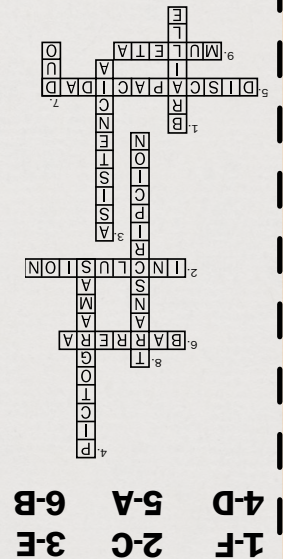 1-F 2-C 3-E
4-D 5-A 6-B
4. PICTOGRAMA
8. TRANSCRIPCION
6. BARRERA
2. INCLUSION
3. ASISTENCIA
1. BRAILLE
7. DUO
5. DISCAPACIDAD
9. MULETA